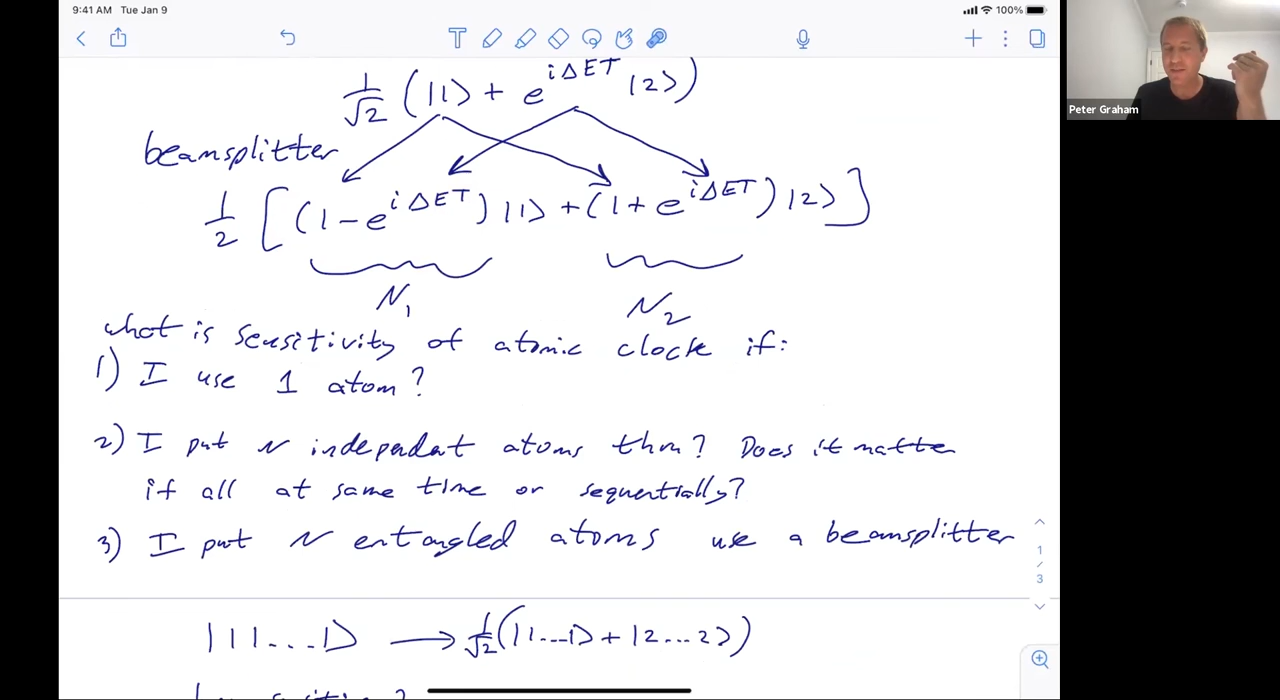 9:41 AM Tue Jan 9
100%
Peter Graham
1/√2 (|1> + e^{iΔET} |2>)
beamsplitter
1/2 [(1-e^{iΔET}) |1> + (1+e^{iΔET}) |2>]
N₁ N₂
what is sensitivity of atomic clock if:
1) I use 1 atom?
2) I put N independat atoms thru? Does it matter
if all at same time or sequentially?
3) I put N entangled atoms use a beamsplitter
1
/
3
|11...1> → 1/√2 (|1...1> + |2...2>)